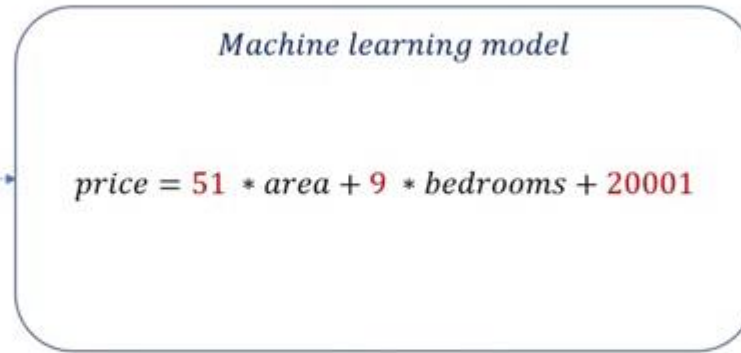 Machine learning model
price = 51 * area + 9 * bedrooms + 20001